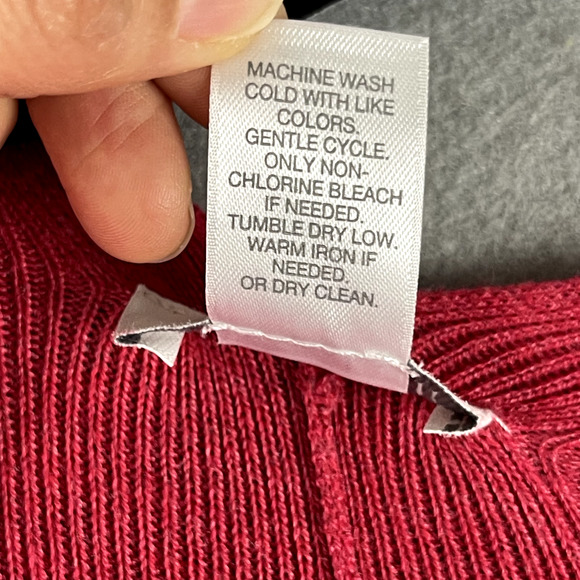 MACHINE WASH
COLD WITH LIKE
COLORS.
GENTLE CYCLE.
ONLY NON-
CHLORINE BLEACH
IF NEEDED.
TUMBLE DRY LOW.
WARM IRON IF
NEEDED.
OR DRY CLEAN.